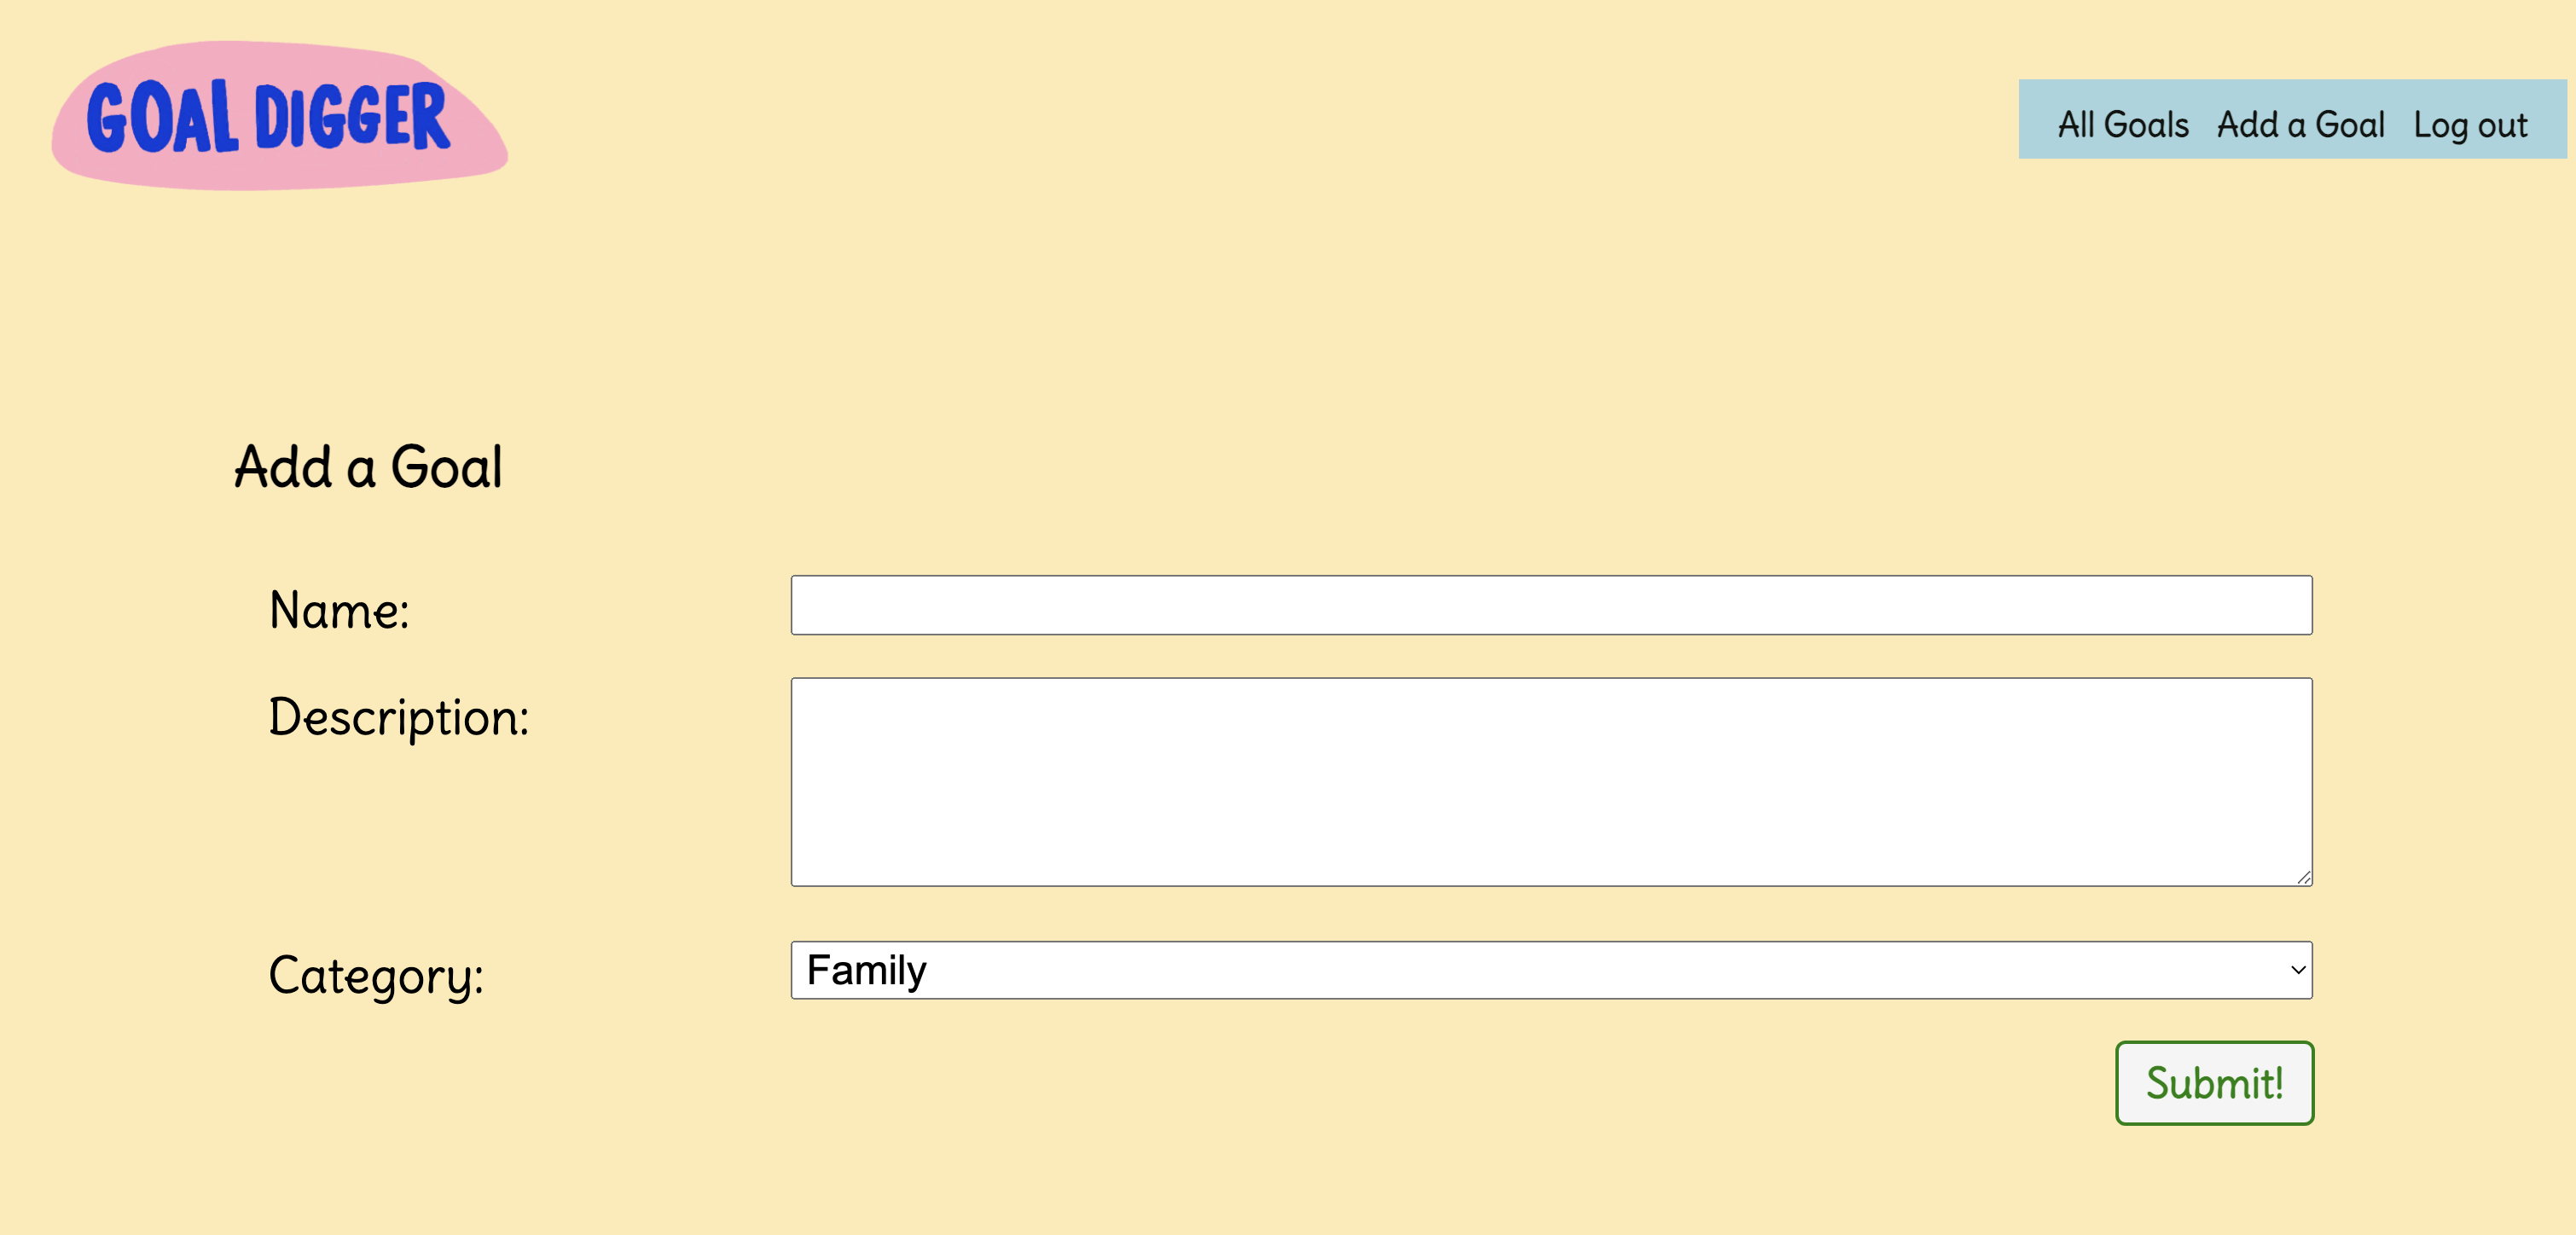 GOAL DIGGER
All Goals Add a Goal Log out
Add a Goal
Name:
Description:
Category:
Family
Submit!